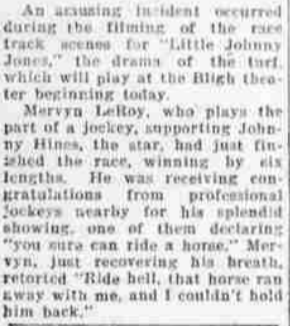 An amusing incident occurred
during the filming of the race
track scenes for "Little Johnny
Jones," the drama of the turf,
which will play at the Bligh thea-
ter beginning today.
Mervyn LeRoy, who plays the
part of a jockey, supporting John-
ny Hines, the star, had just fin-
ished the race, winning by six
lengths. He was receiving con-
gratulations from professional
jockeys nearby for his splendid
showing, one of them declaring
"you sure can ride a horse." Mer-
vyn, just recovering his breath,
retorted "Ride hell, that horse ran
away with me, and I couldn't hold
him back."